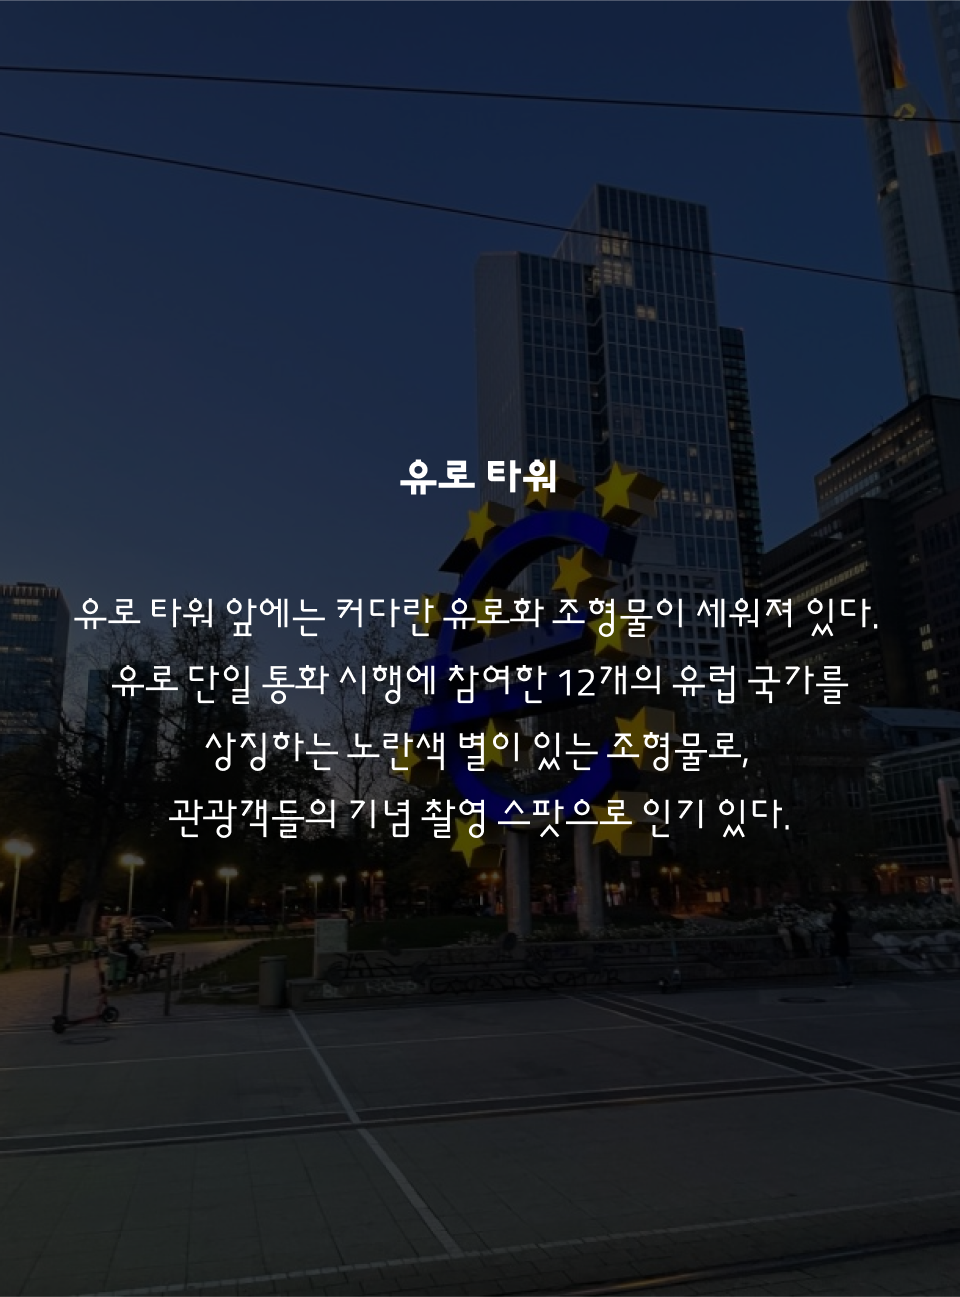 유로 타워
유로 타워 앞에는 커다란 유로화 조형물이 세워져 있다.
유로 단일 통화 시행에 참여한 12개의 유럽 국가를
상징하는 노란색 별이 있는 조형물로,
관광객들의 기념 촬영 스팟으로 인기 있다.